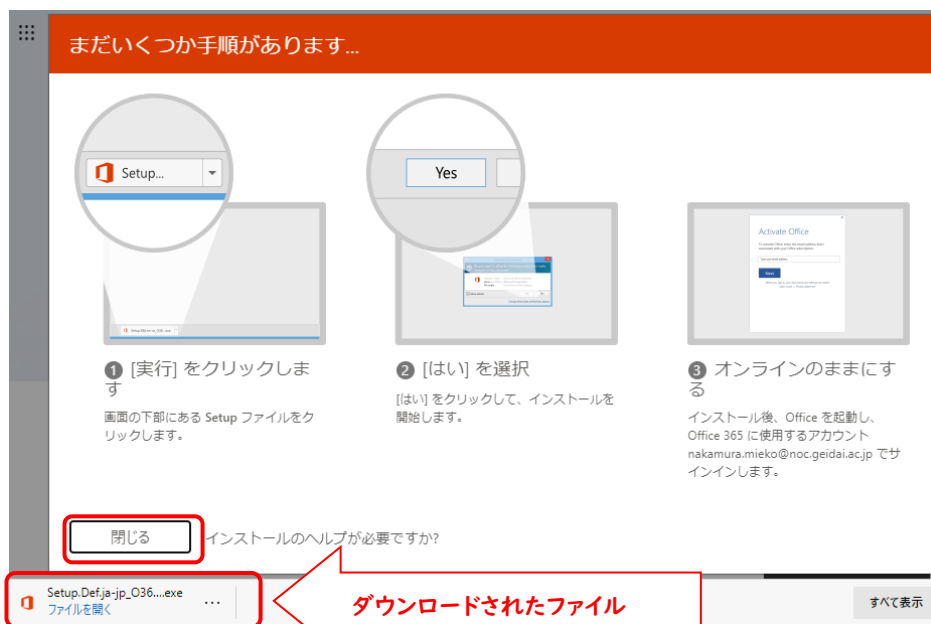 まだいくつか手順があります...
Setup...
Yes
Activate Office
❶ [実行] をクリックしま
す
画面の下部にある Setup ファイルをク
リックします。
❷ [はい] を選択
[はい] をクリックして、インストールを
開始します。
❸ オンラインのままにす
る
インストール後、Office を起動し、
Office 365 に使用するアカウント
nakamura.mieko@noc.geidai.ac.jp でサ
インインします。
閉じる
インストールのヘルプが必要ですか?
Setup.Def.ja-jp_O36....exe
ファイルを開く
...
ダウンロードされたファイル
すべて表示